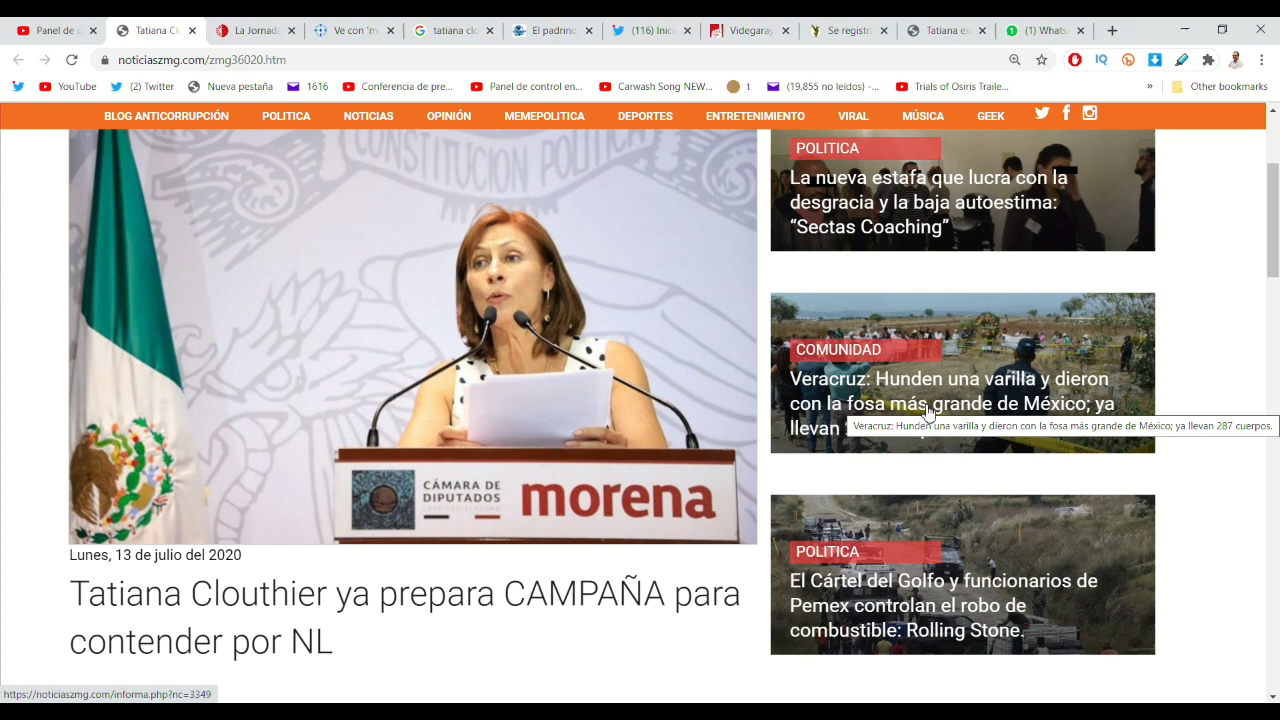 Panel de c
Tatiana Cl
La Jornad
Ve con 'm
tatiana clo
El padrino
(116) Inic
Videgaray
Se registr
Tatiana es
(1) Whats
noticiaszmg.com/zmg36020.htm
YouTube
(2) Twitter
Nueva pestaña
1616
Conferencia de pre...
Panel de control en...
Carwash Song NEW...
t
(19,855 no leídos) -...
Trials of Osiris Traile...
»
Other bookmarks
BLOG ANTICORRUPCIÓN
POLITICA
NOTICIAS
OPINIÓN
MEMEPOLITICA
DEPORTES
ENTRETENIMIENTO
VIRAL
MÚSICA
GEEK
CÁMARA DE
DIPUTADOS
morena
Lunes, 13 de julio del 2020
Tatiana Clouthier ya prepara CAMPAÑA para
contender por NL
POLITICA
La nueva estafa que lucra con la
desgracia y la baja autoestima:
“Sectas Coaching”
COMUNIDAD
Veracruz: Hunden una varilla y dieron
con la fosa más grande de México; ya
llevan
Veracruz: Hunden una varilla y dieron con la fosa más grande de México; ya llevan 287 cuerpos.
POLITICA
El Cártel del Golfo y funcionarios de
Pemex controlan el robo de
combustible: Rolling Stone.
https://noticiaszmg.com/informa.php?nc=3349